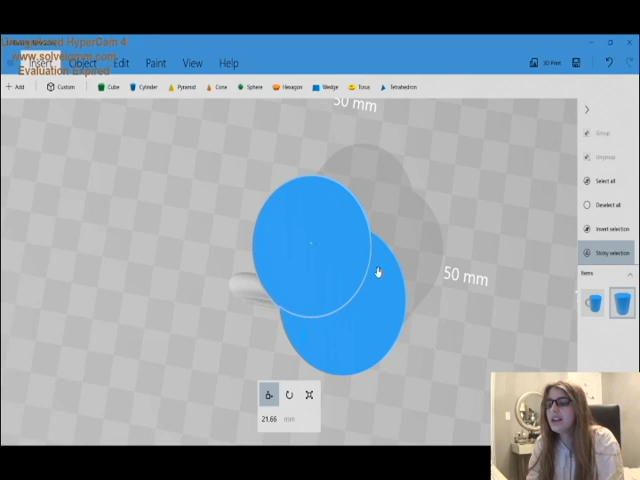 HyperCam 4
www.solveigmm.com
Evaluation Expired
Insert Object Edit Paint View Help
3D Print
Add Custom Cube Cylinder Pyramid Cone Sphere Hexagon Wedge Torus Tetrahedron
50 mm
Group
Ungroup
Select all
Deselect all
Invert selection
Sticky selection
Items
50 mm
21.66 mm